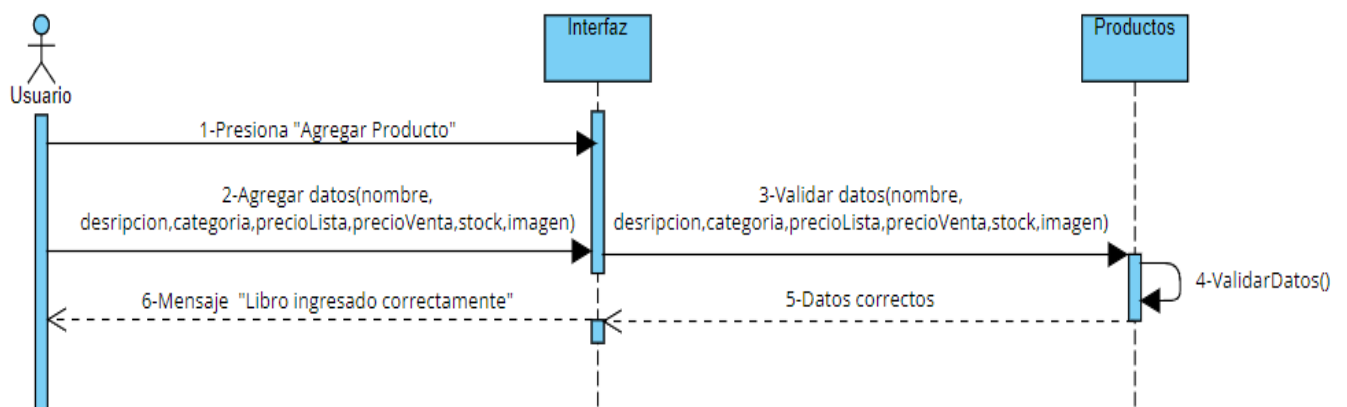 Usuario
Interfaz
Productos
1-Presiona "Agregar Producto"
2-Agregar datos(nombre,
desripcion,categoria,precioLista,precioVenta,stock,imagen)
3-Validar datos(nombre,
desripcion,categoria,precioLista,precioVenta,stock,imagen)
4-ValidarDatos()
5-Datos correctos
6-Mensaje "Libro ingresado correctamente"